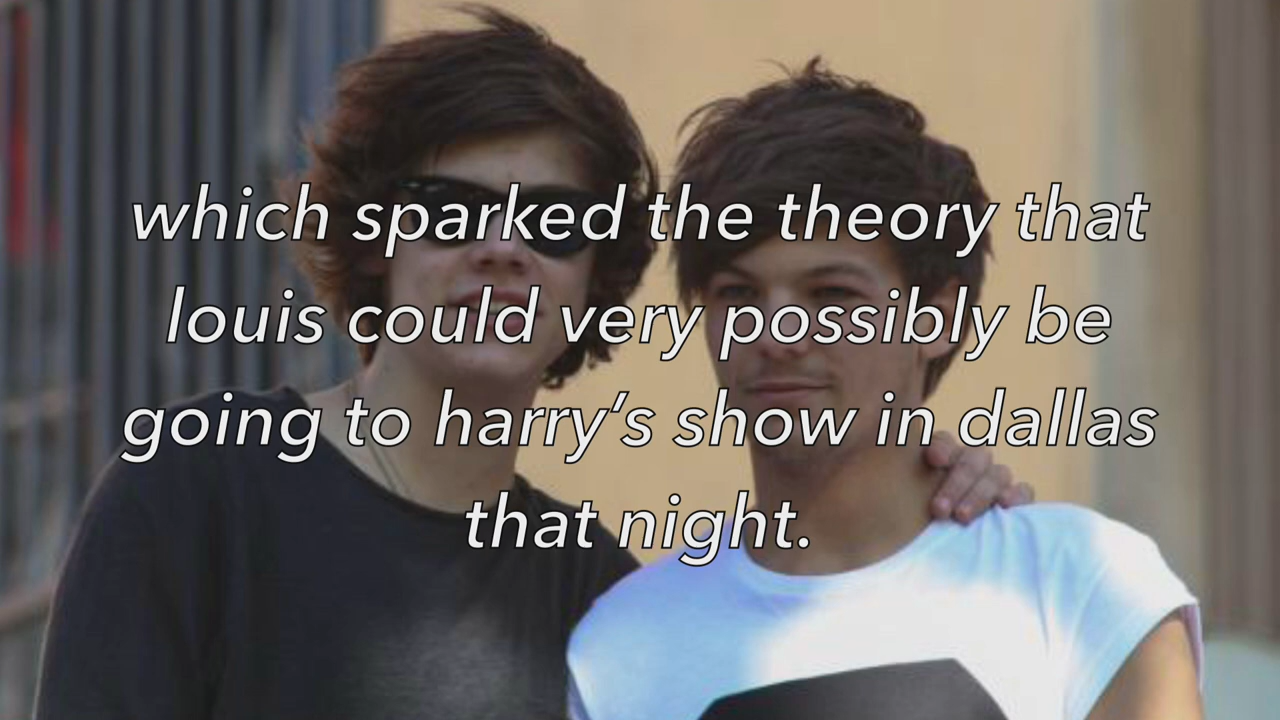 which sparked the theory that
louis could very possibly be
going to harry's show in dallas
that night.